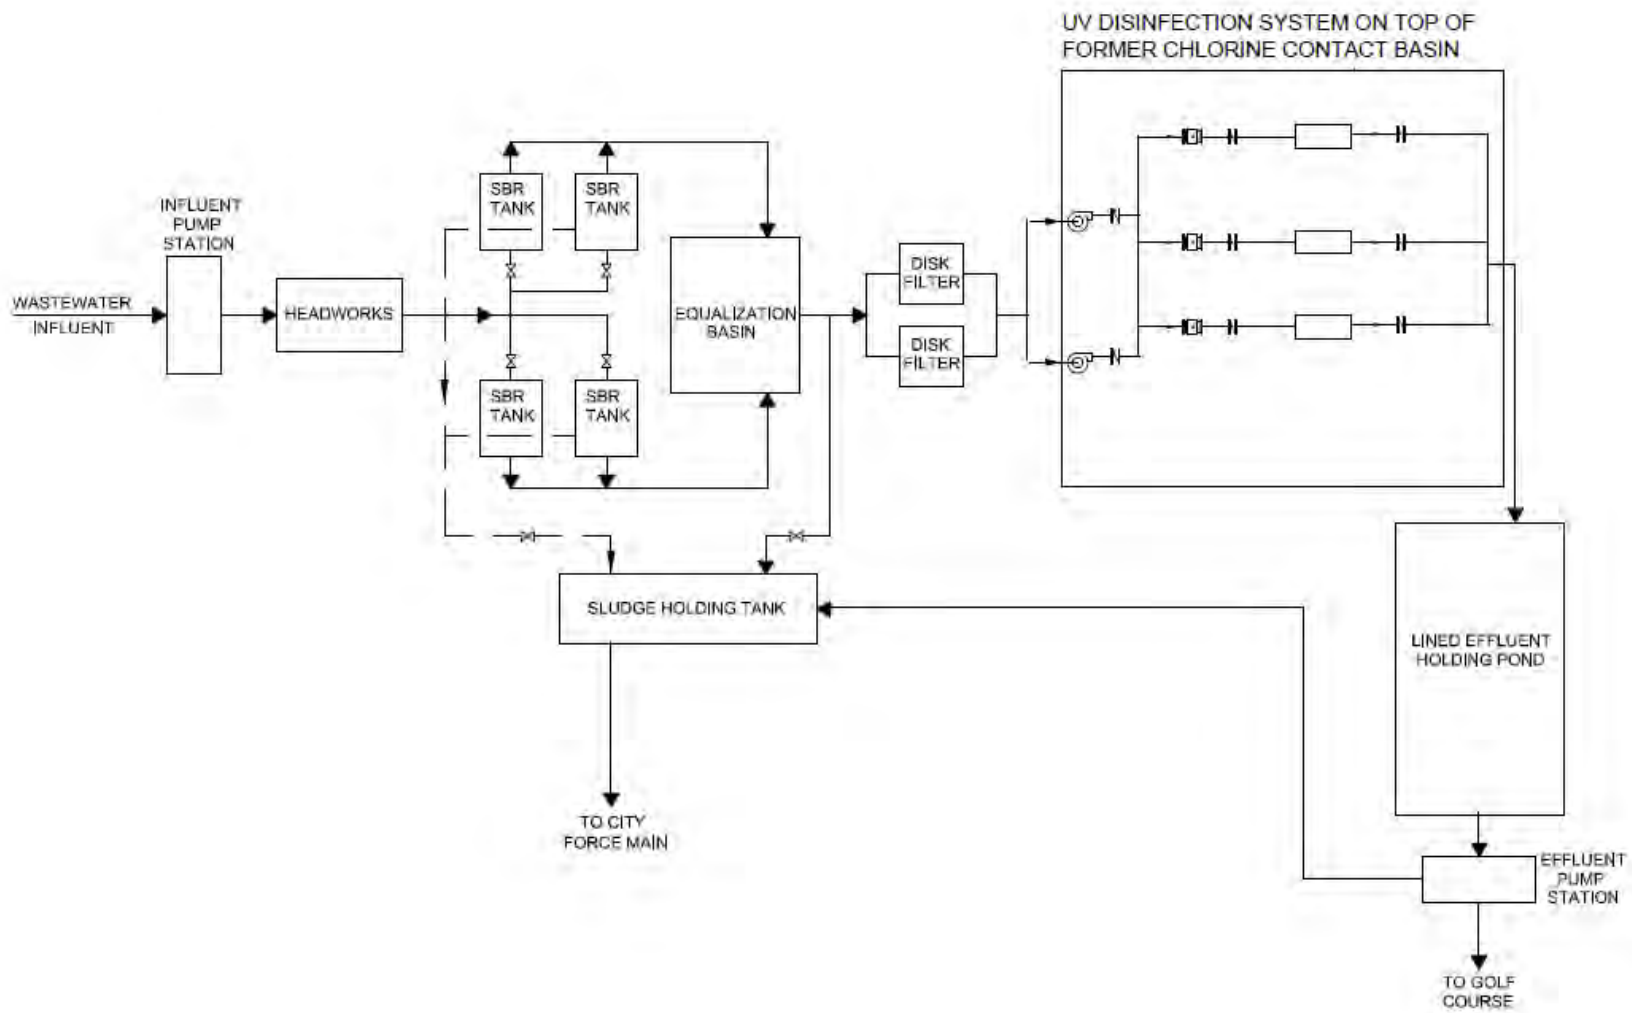 UV DISINFECTION SYSTEM ON TOP OF
FORMER CHLORINE CONTACT BASIN
INFLUENT
PUMP
STATION
WASTEWATER
INFLUENT
HEADWORKS
SBR
TANK
SBR
TANK
SBR
TANK
SBR
TANK
EQUALIZATION
BASIN
DISK
FILTER
DISK
FILTER
SLUDGE HOLDING TANK
TO CITY
FORCE MAIN
LINED EFFLUENT
HOLDING POND
EFFLUENT
PUMP
STATION
TO GOLF
COURSE